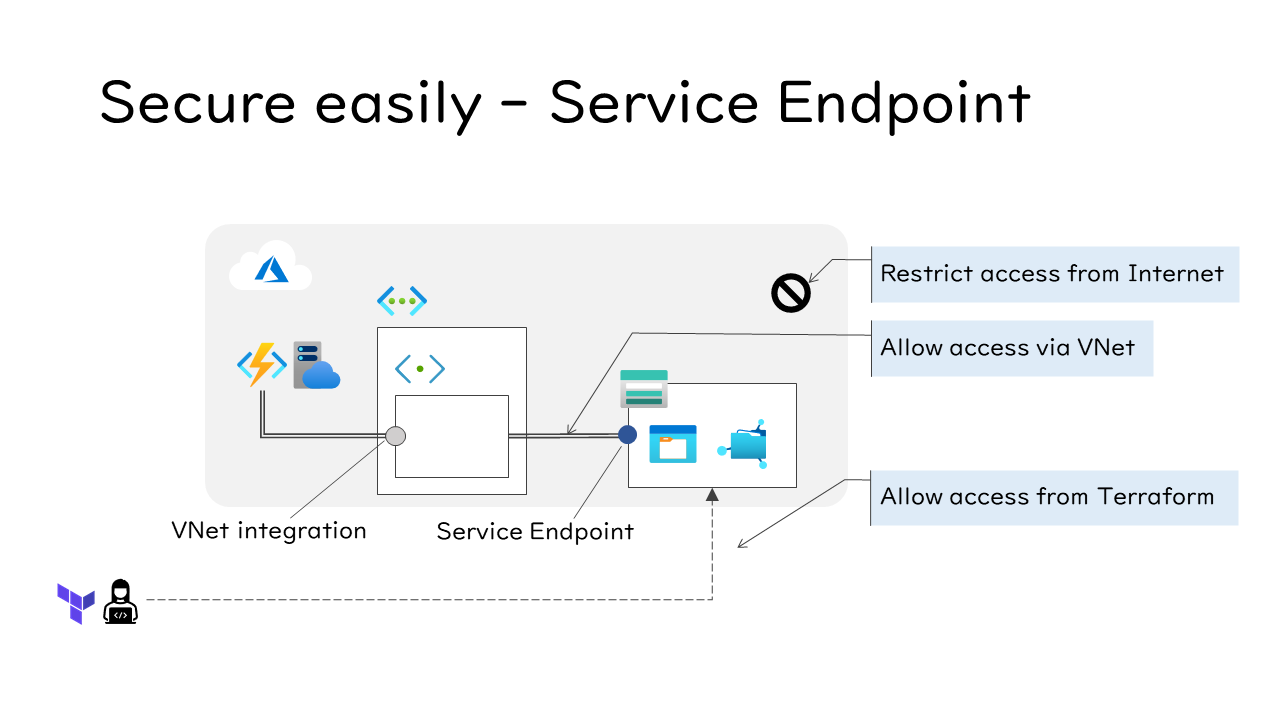 Secure easily – Service Endpoint
Restrict access from Internet
Allow access via VNet
Allow access from Terraform
VNet integration
Service Endpoint